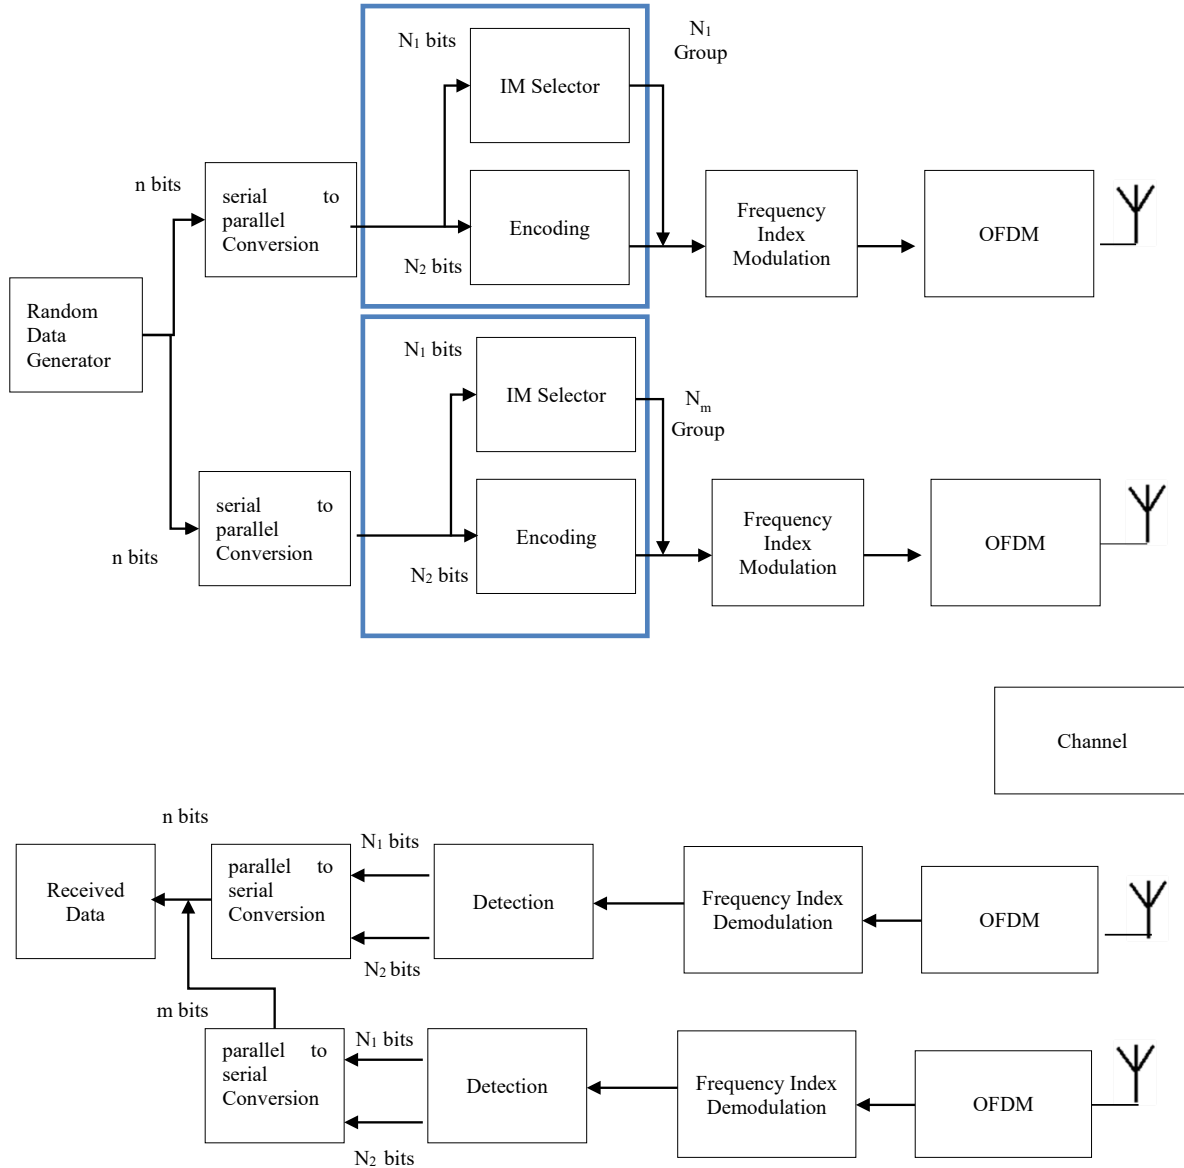 N₁ bits
IM Selector
N₁
Group
n bits
serial to
parallel
Conversion
Encoding
N₂ bits
Frequency
Index
Modulation
OFDM
Random
Data
Generator
N₁ bits
IM Selector
Nₘ
Group
n bits
serial to
parallel
Conversion
Encoding
N₂ bits
Frequency
Index
Modulation
OFDM
Channel
n bits
Received
Data
parallel to
serial
Conversion
N₁ bits
N₂ bits
Detection
Frequency Index
Demodulation
OFDM
m bits
parallel to
serial
Conversion
N₁ bits
N₂ bits
Detection
Frequency Index
Demodulation
OFDM